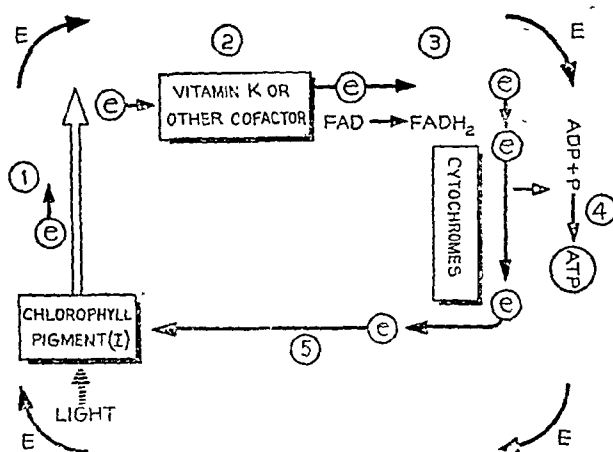 E
E
②
③
e
VITAMIN K OR
OTHER COFACTOR
e
e
FAD → FADH₂
e
①
e
CYTOCHROMES
ADP+P
④
ATP
CHLOROPHYLL
PIGMENT(I)
e
e
⑤
LIGHT
E
E